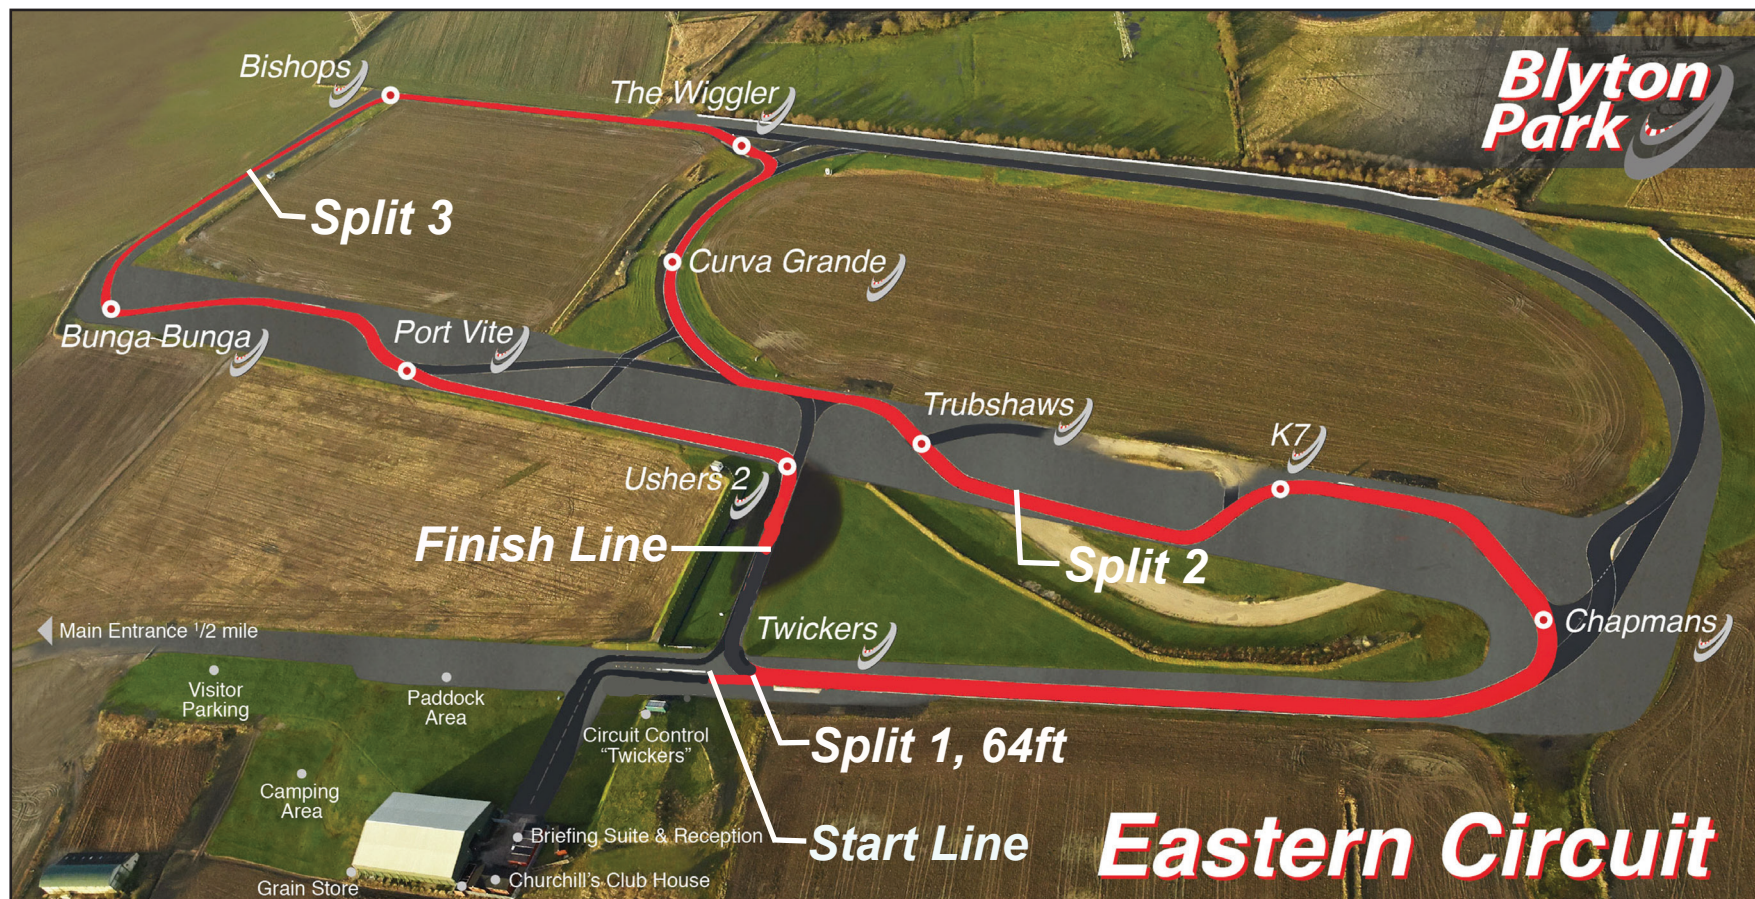 Bishops
The Wiggler
Blyton
Park
Split 3
Curva Grande
Bunga Bunga
Port Vite
Trubshaws
K7
Ushers 2
Finish Line
Split 2
Main Entrance ¹/2 mile
Twickers
Chapmans
Visitor
Parking
Paddock
Area
Circuit Control
“Twickers”
Split 1, 64ft
Camping
Area
Briefing Suite & Reception
Start Line
Eastern Circuit
Churchill's Club House
Grain Store